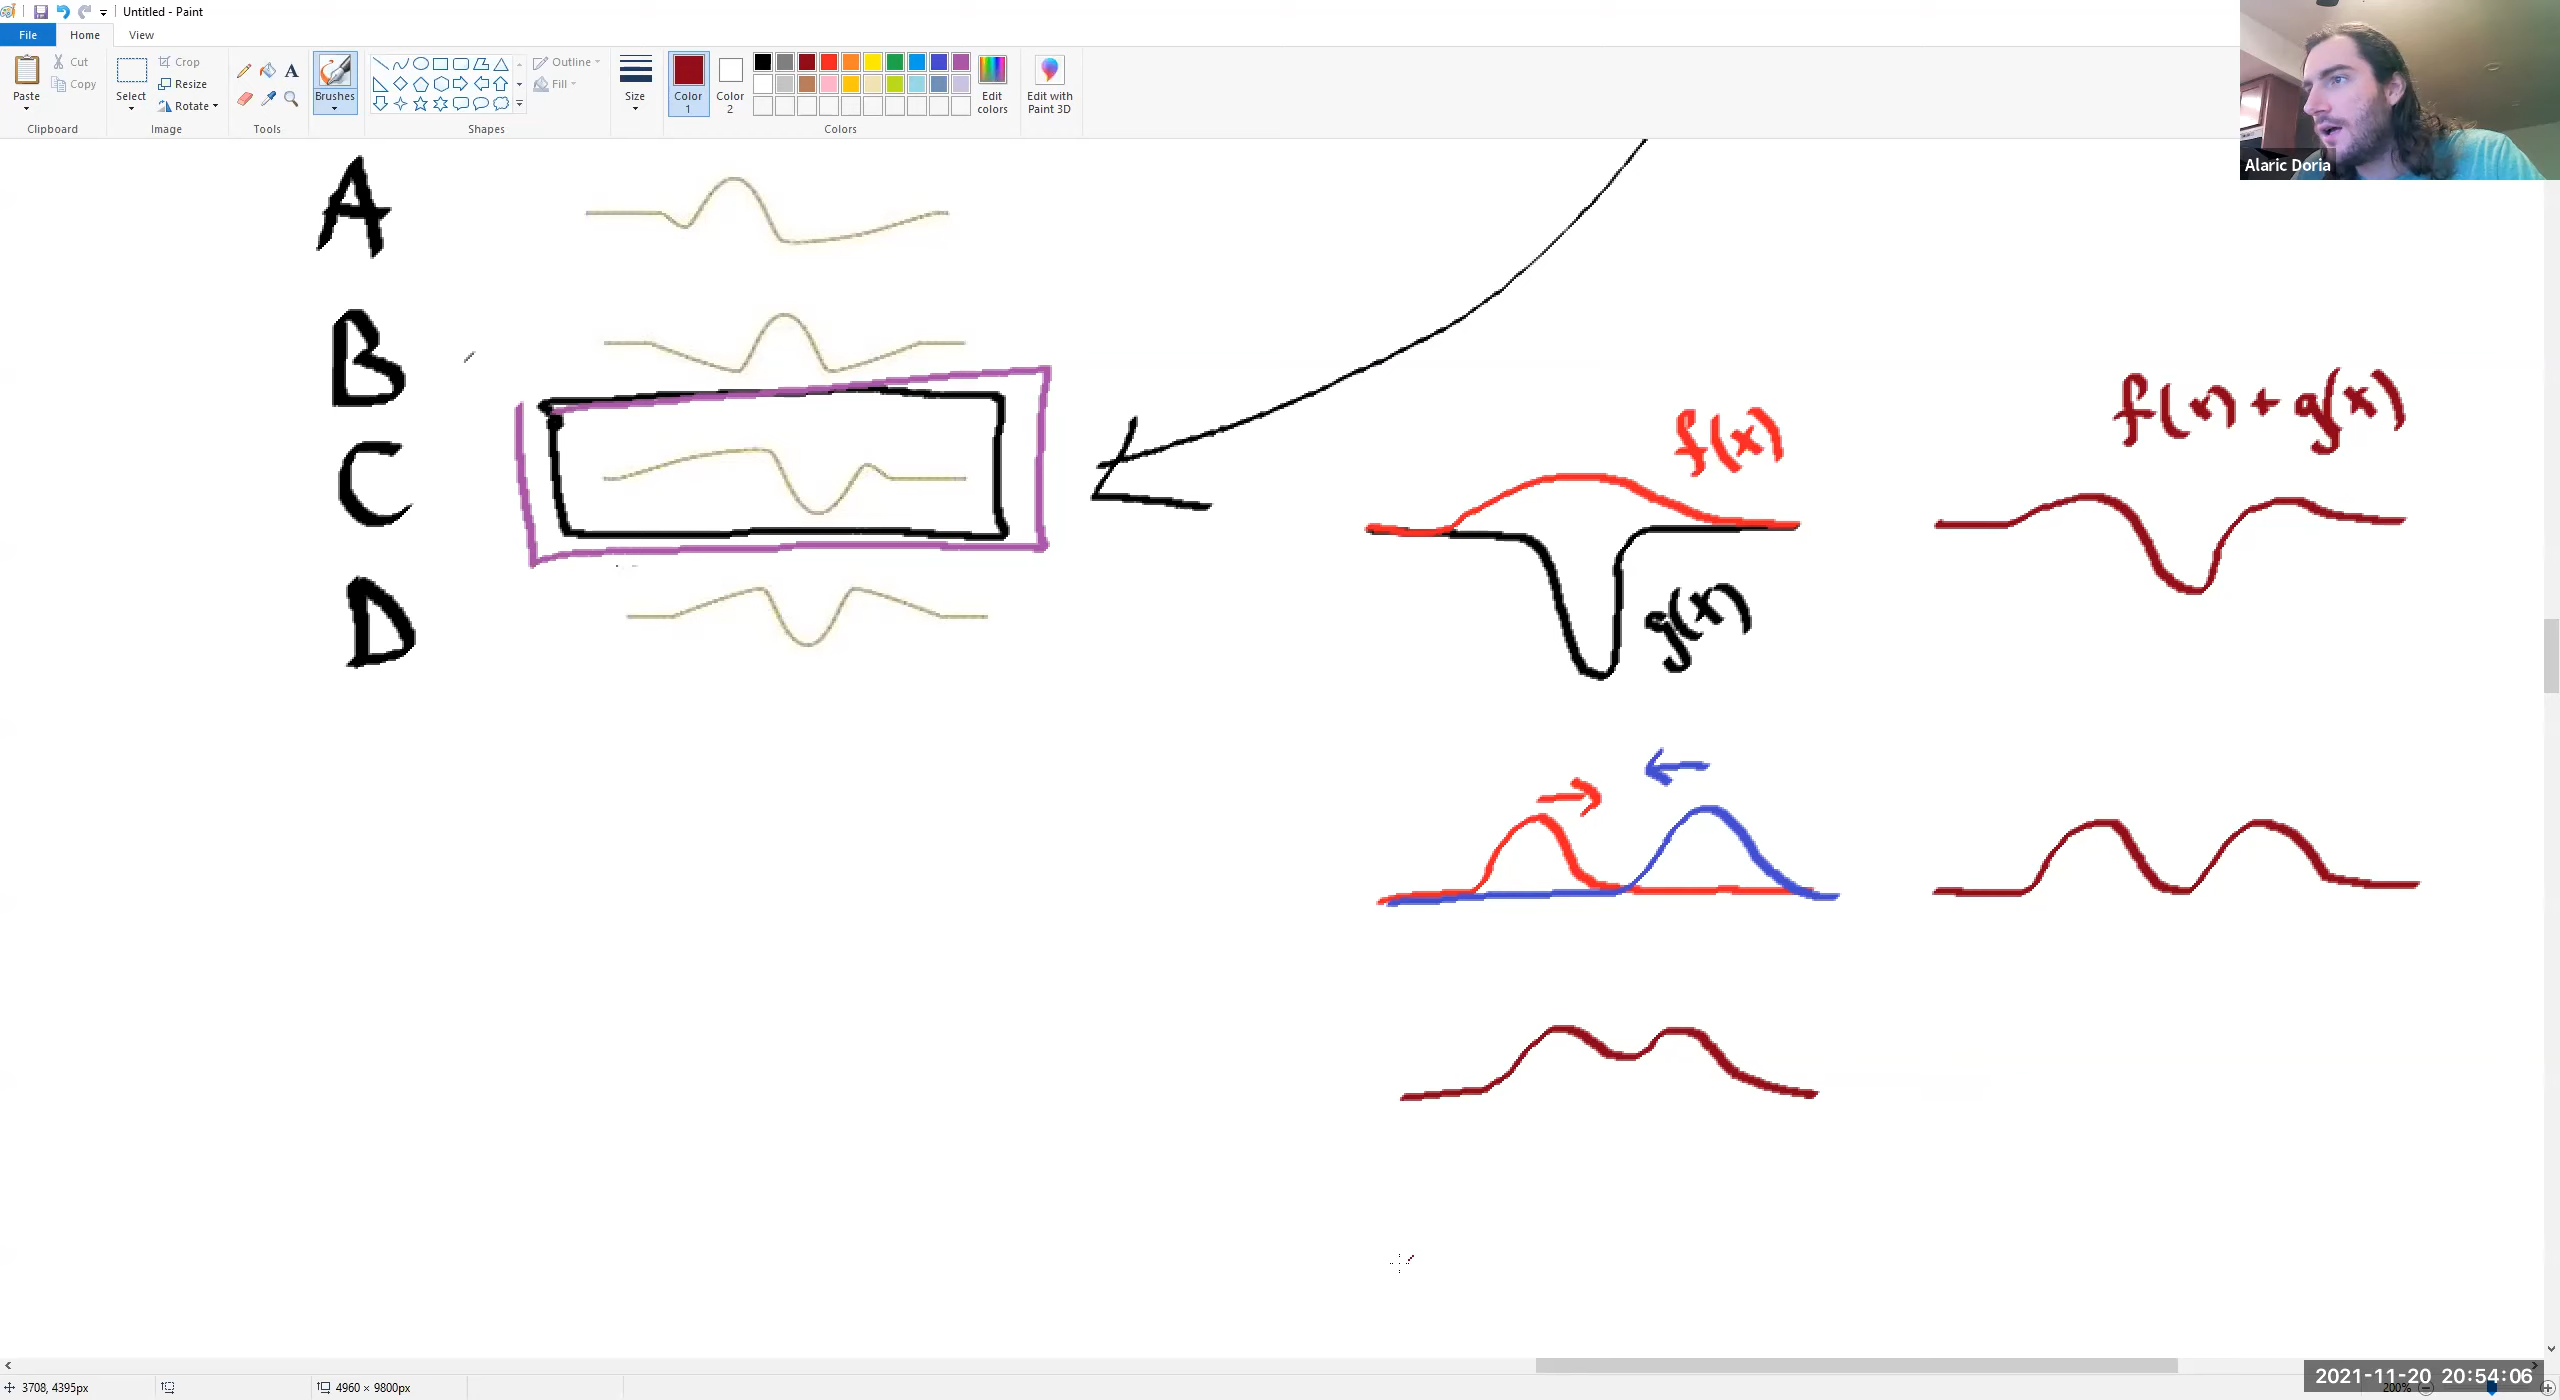 Untitled - Paint
File Home View
Paste
Cut
Copy
Clipboard
Select
Crop
Resize
Rotate
Image
A
Tools
Brushes
Outline
Fill
Shapes
Size
Color 1
Color 2
Edit colors
Colors
Edit with Paint 3D
Alaric Doria
A
B
C
D
f(x)
g(x)
f(x) + g(x)
3708, 4395px
4960 × 9800px
200%
2021-11-20 20:54:06